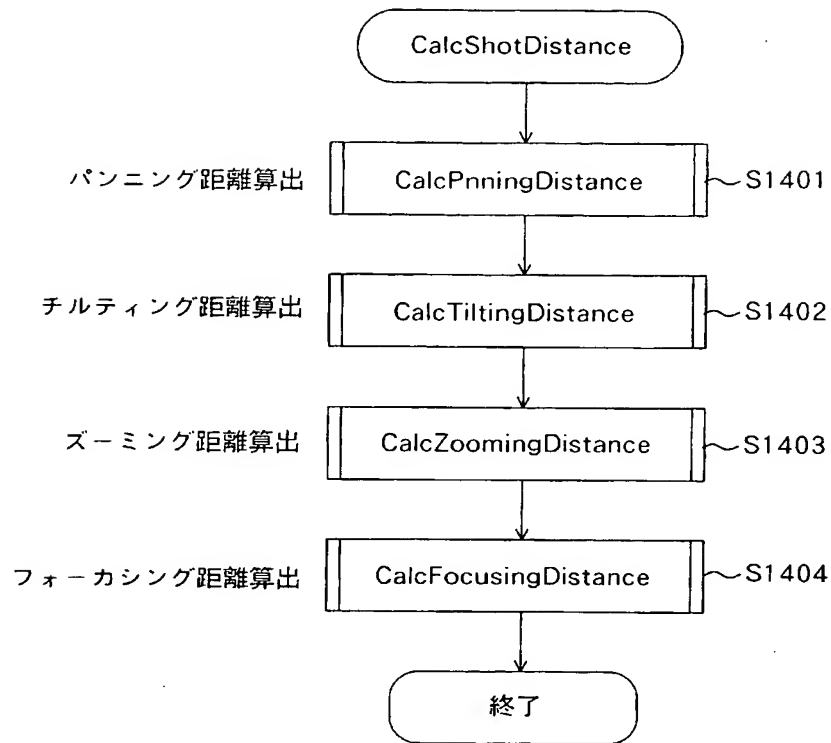 CalcShotDistance
パンニング距離算出 CalcPnningDistance S1401
チルティング距離算出 CalcTiltingDistance S1402
ズーミング距離算出 CalcZoomingDistance S1403
フォーカシング距離算出 CalcFocusingDistance S1404
終了